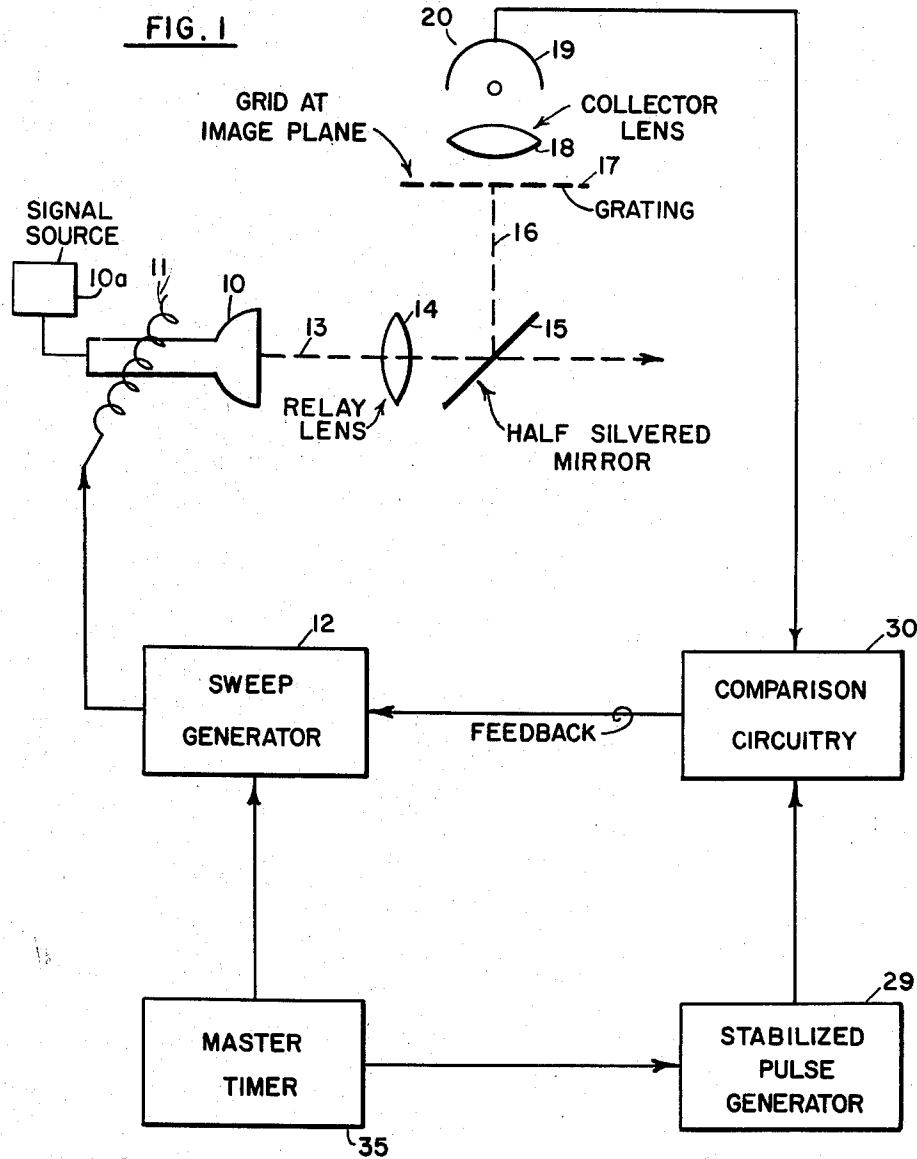 FIG. 1
20
19
GRID AT
IMAGE PLANE
COLLECTOR
LENS
18
17
GRATING
SIGNAL
SOURCE
10a
11
10
16
13
14
15
RELAY
LENS
HALF SILVERED
MIRROR
12
SWEEP
GENERATOR
FEEDBACK
30
COMPARISON
CIRCUITRY
MASTER
TIMER
35
29
STABILIZED
PULSE
GENERATOR